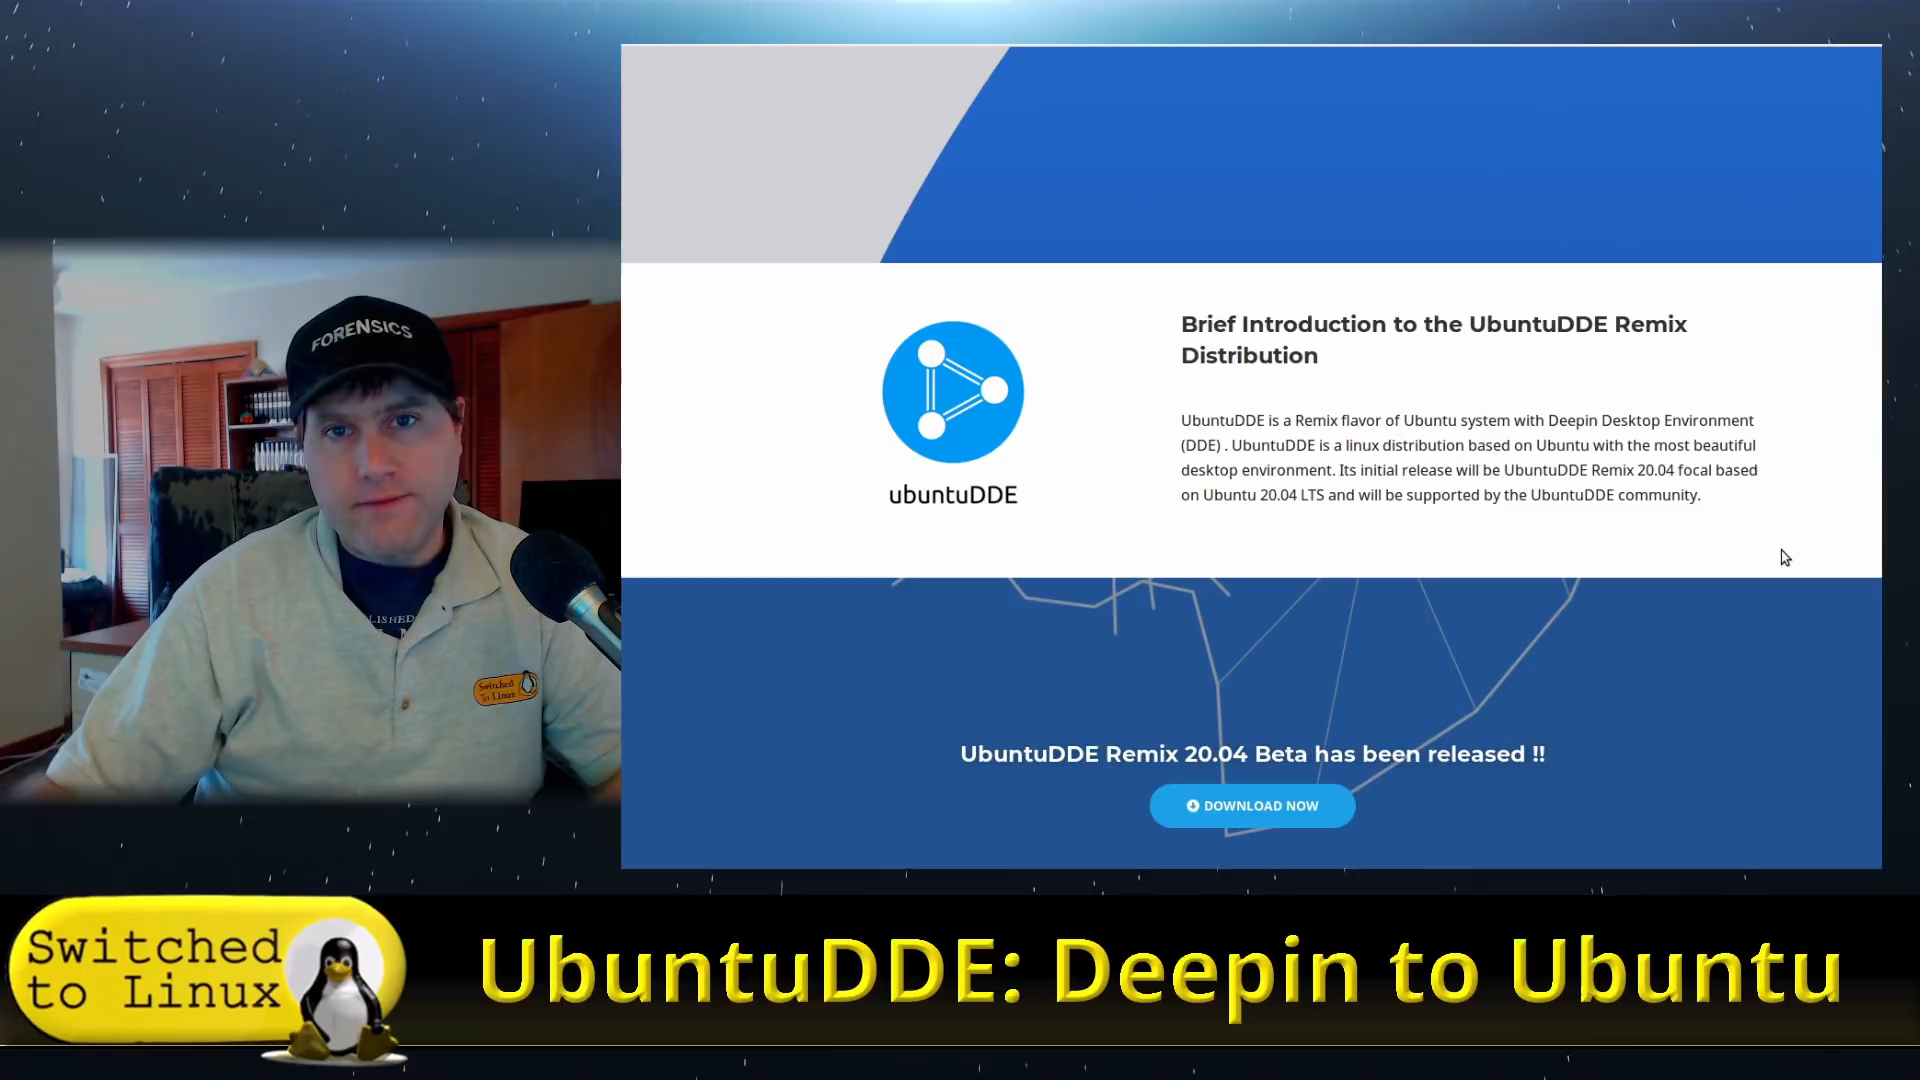 FORENSICS
LISHED
Switched
To Linux
Brief Introduction to the UbuntuDDE Remix
Distribution
UbuntuDDE is a Remix flavor of Ubuntu system with Deepin Desktop Environment
(DDE) . UbuntuDDE is a linux distribution based on Ubuntu with the most beautiful
desktop environment. Its initial release will be UbuntuDDE Remix 20.04 focal based
on Ubuntu 20.04 LTS and will be supported by the UbuntuDDE community.
ubuntuDDE
UbuntuDDE Remix 20.04 Beta has been released !!
DOWNLOAD NOW
Switched
to Linux
UbuntuDDE: Deepin to Ubuntu